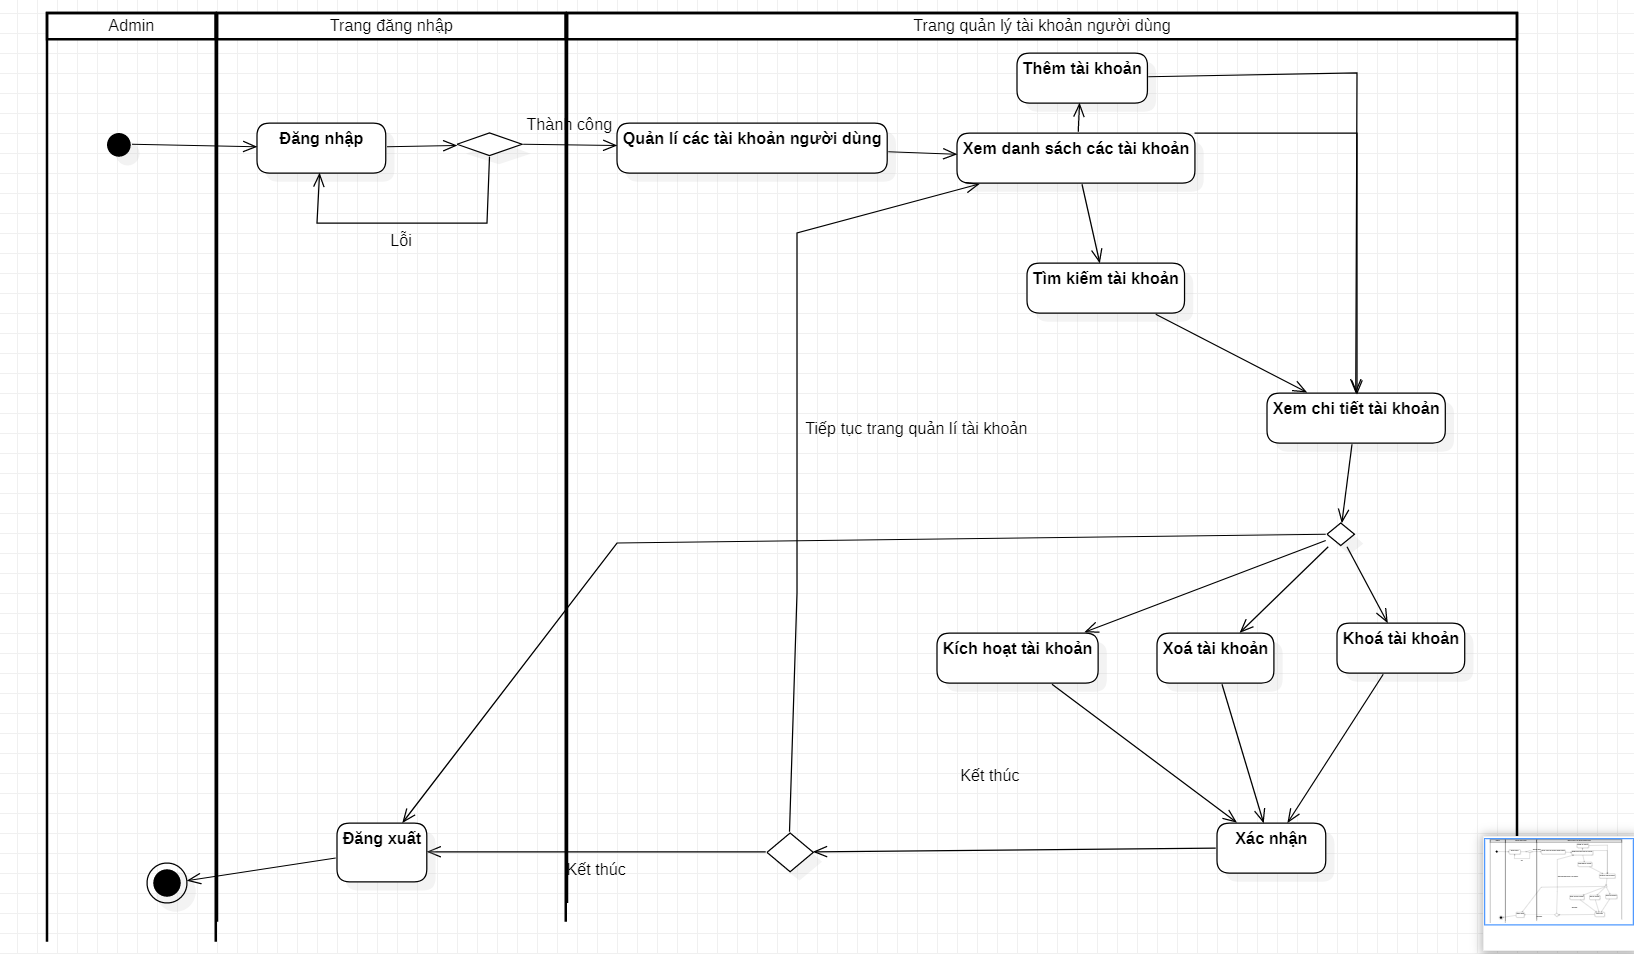 Admin
Trang đăng nhập
Trang quản lý tài khoản người dùng
Thêm tài khoản
Thành công
Đăng nhập
Quản lí các tài khoản người dùng
Xem danh sách các tài khoản
Lỗi
Tìm kiếm tài khoản
Xem chi tiết tài khoản
Tiếp tục trang quản lí tài khoản
Kích hoạt tài khoản
Xoá tài khoản
Khoá tài khoản
Kết thúc
Đăng xuất
Xác nhận
Kết thúc